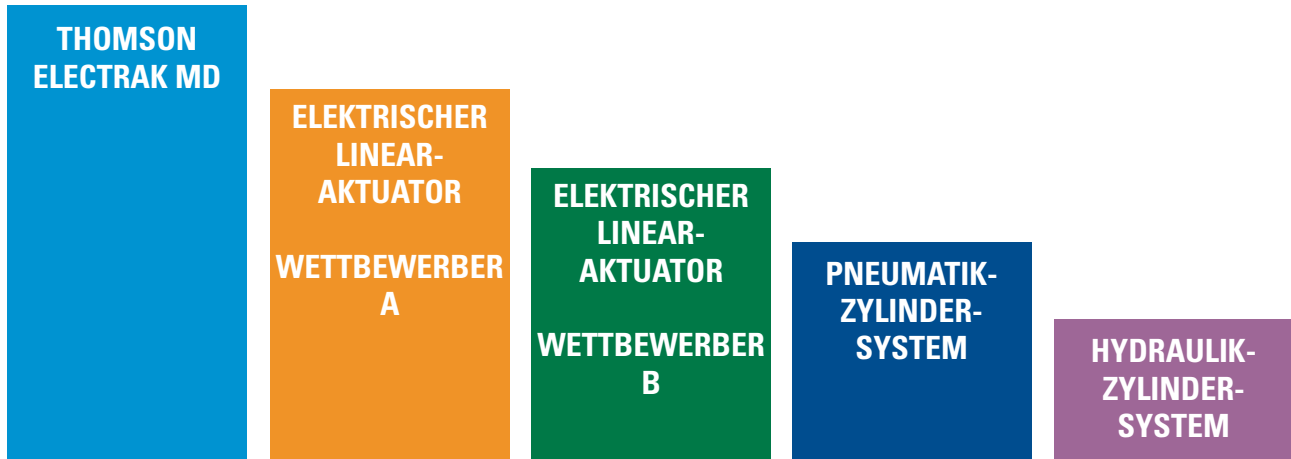 THOMSON
ELECTRAK MD
ELEKTRISCHER
LINEAR-
AKTUATOR
WETTBEWERBER
A
ELEKTRISCHER
LINEAR-
AKTUATOR
WETTBEWERBER
B
PNEUMATIK-
ZYLINDER-
SYSTEM
HYDRAULIK-
ZYLINDER-
SYSTEM